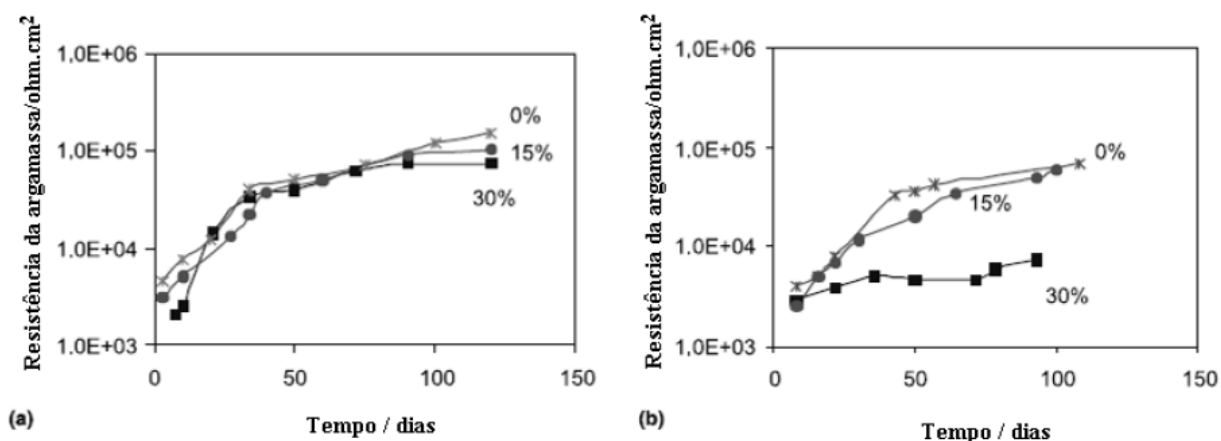 Resistência da argamassa/ohm.cm²
1,0E+06
1,0E+05
1,0E+04
1,0E+03
0%
15%
30%
0
50
100
150
(a)
Tempo / dias
Resistência da argamassa/ohm.cm²
1,0E+06
1,0E+05
1,0E+04
1,0E+03
0%
15%
30%
0
50
100
150
(b)
Tempo / dias